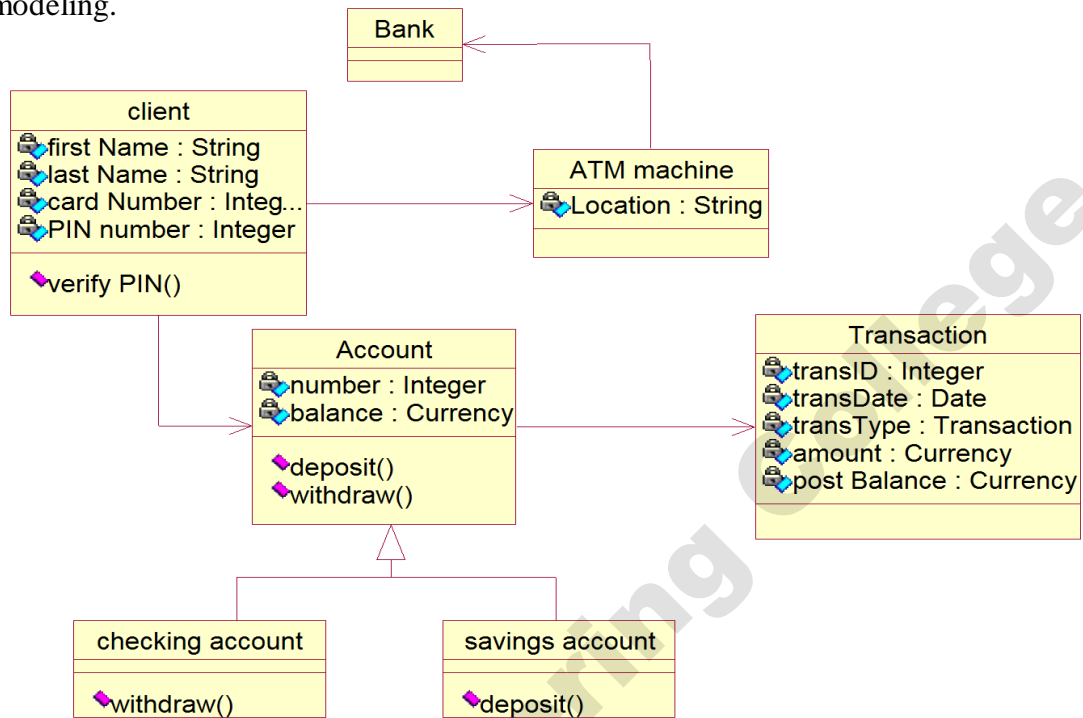 modeling.
Bank
client
first Name : String
last Name : String
card Number : Integ...
PIN number : Integer
verify PIN()
ATM machine
Location : String
Account
number : Integer
balance : Currency
deposit()
withdraw()
Transaction
transID : Integer
transDate : Date
transType : Transaction
amount : Currency
post Balance : Currency
checking account
withdraw()
savings account
deposit()
ring College